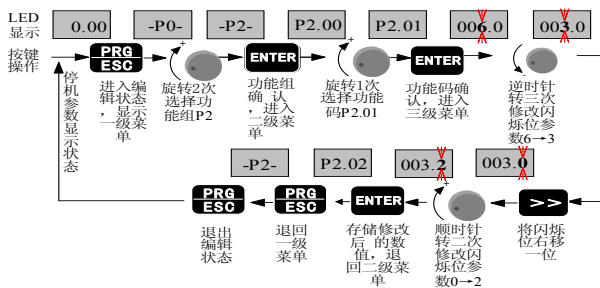 LED
显示
0.00
-P0-
-P2-
P2.00
P2.01
006.0
003.0
按键
操作
PRG
ESC
ENTER
ENTER
停机参数显示状态
进入编
辑状态
,显示
一级菜
单
旋转2次
选择功
能组P2
功能组
确 认
,进入
二级菜
单
旋转1次
选择功能
码P2.01
功能码确
认，进入
三级菜单
逆时针
转三次
修改闪
烁位参
数6→3
-P2-
P2.02
003.2
003.0
PRG
ESC
PRG
ESC
ENTER
>>
退出
编辑
状态
退回
一级
菜单
存储修改
后 的数
值，退
回二级菜
单
顺时针
转二次
修改闪
烁位参
数0→2
将闪烁
位右移
一位